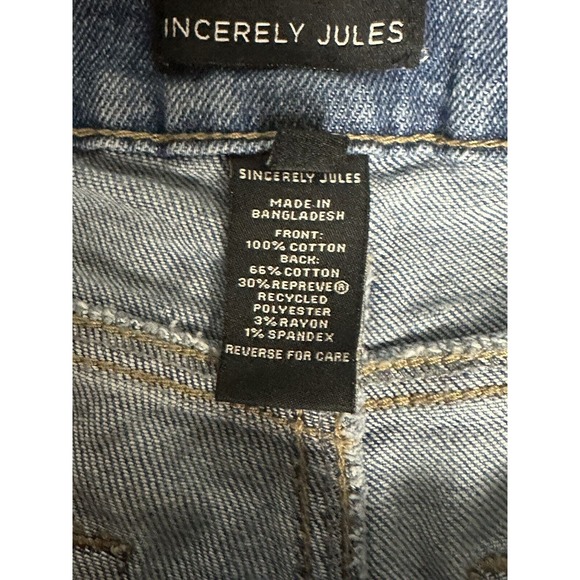 INCERELY JULES
SINCERELY JULES
MADE IN
BANGLADESH
FRONT:
100% COTTON
BACK:
66% COTTON
30% REPREVE®
RECYCLED
POLYESTER
3% RAYON
1% SPANDEX
REVERSE FOR CARE